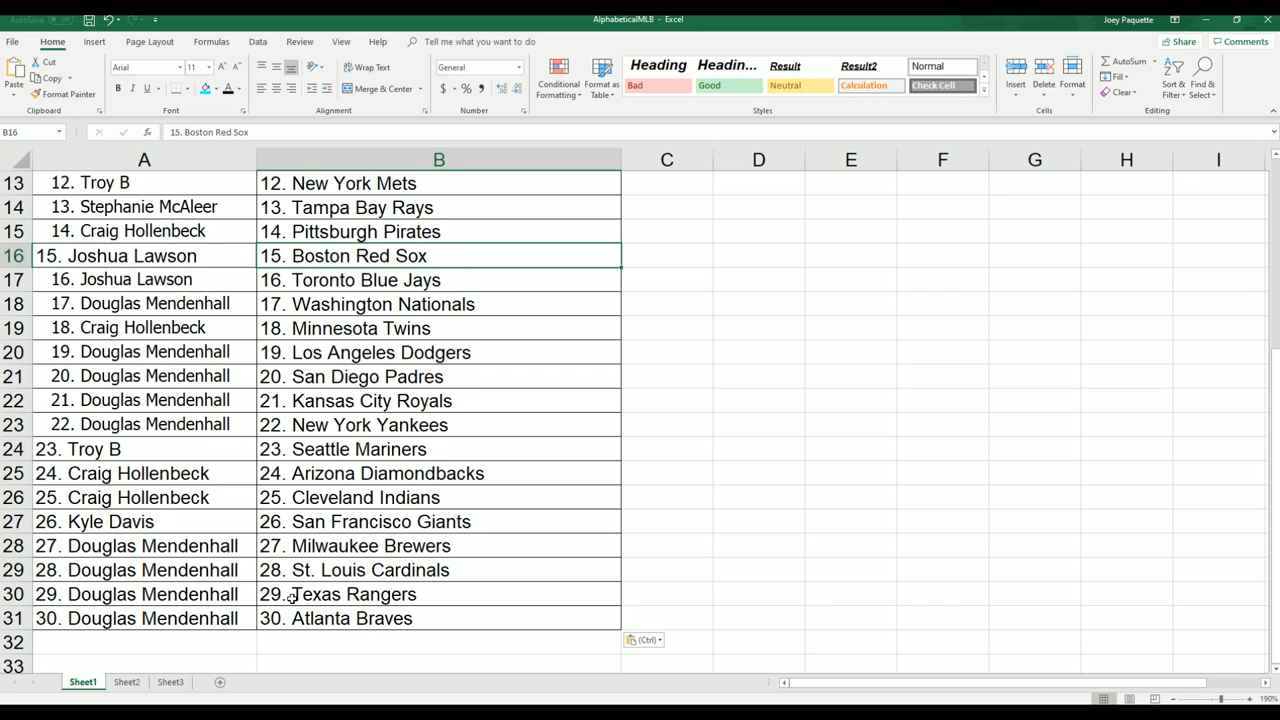 AutoSave Off
AlphabeticalMLB - Excel
Joey Paquette
File Home Insert Page Layout Formulas Data Review View Help Tell me what you want to do
Share Comments
Paste
Cut
Copy
Format Painter
Clipboard
Arial 11
B I U
Font
Wrap Text
Merge & Center
Alignment
General
$ % 9
Number
Conditional Formatting
Format as Table
Heading Headin... Result Result2 Normal
Bad Good Neutral Calculation Check Cell
Styles
Insert Delete Format
Cells
AutoSum
Fill
Clear
Sort & Filter
Find & Select
Editing
B16 fx 15. Boston Red Sox
A B C D E F G H I
13 12. Troy B 12. New York Mets
14 13. Stephanie McAleer 13. Tampa Bay Rays
15 14. Craig Hollenbeck 14. Pittsburgh Pirates
16 15. Joshua Lawson 15. Boston Red Sox
17 16. Joshua Lawson 16. Toronto Blue Jays
18 17. Douglas Mendenhall 17. Washington Nationals
19 18. Craig Hollenbeck 18. Minnesota Twins
20 19. Douglas Mendenhall 19. Los Angeles Dodgers
21 20. Douglas Mendenhall 20. San Diego Padres
22 21. Douglas Mendenhall 21. Kansas City Royals
23 22. Douglas Mendenhall 22. New York Yankees
24 23. Troy B 23. Seattle Mariners
25 24. Craig Hollenbeck 24. Arizona Diamondbacks
26 25. Craig Hollenbeck 25. Cleveland Indians
27 26. Kyle Davis 26. San Francisco Giants
28 27. Douglas Mendenhall 27. Milwaukee Brewers
29 28. Douglas Mendenhall 28. St. Louis Cardinals
30 29. Douglas Mendenhall 29. Texas Rangers
31 30. Douglas Mendenhall 30. Atlanta Braves
32
(Ctrl)
33
Sheet1 Sheet2 Sheet3
190%